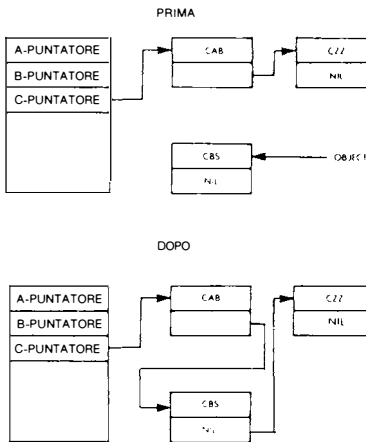 PRIMA
A-PUNTATORE
B-PUNTATORE
C-PUNTATORE
CAB
CZZ
NIL
CBS
NIL
OBJECT
DOPO
A-PUNTATORE
B-PUNTATORE
C-PUNTATORE
CAB
CZZ
NIL
CBS
NIL